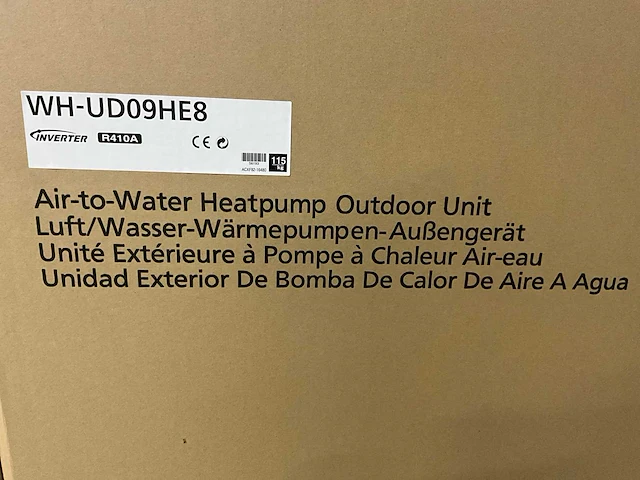 WH-UD09HE8
INVERTER R410A CE
115
kg
Air-to-Water Heatpump Outdoor Unit
Luft/Wasser-Wärmepumpen-Außengerät
Unité Extérieure à Pompe à Chaleur Air-eau
Unidad Exterior De Bomba De Calor De Aire A Agua